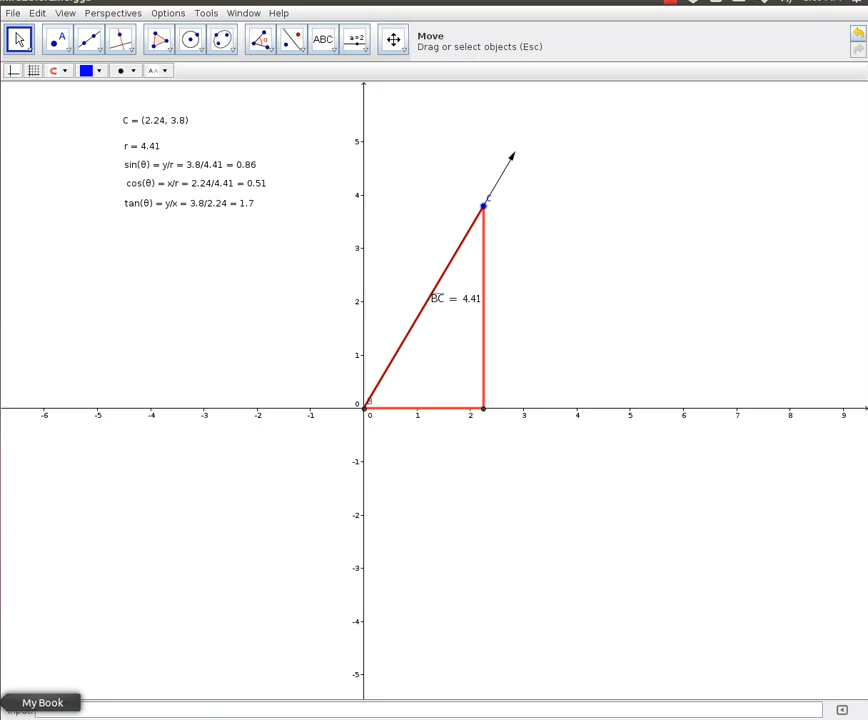 File Edit View Perspectives Options Tools Window Help
A
α
ABC
a=2
Move
Drag or select objects (Esc)
A A
C = (2.24, 3.8)
r = 4.41
sin(θ) = y/r = 3.8/4.41 = 0.86
cos(θ) = x/r = 2.24/4.41 = 0.51
tan(θ) = y/x = 3.8/2.24 = 1.7
5
4
3
2
1
0
C
BC = 4.41
B
-6 -5 -4 -3 -2 -1 0 1 2 3 4 5 6 7 8 9
-1
-2
-3
-4
-5
My Book